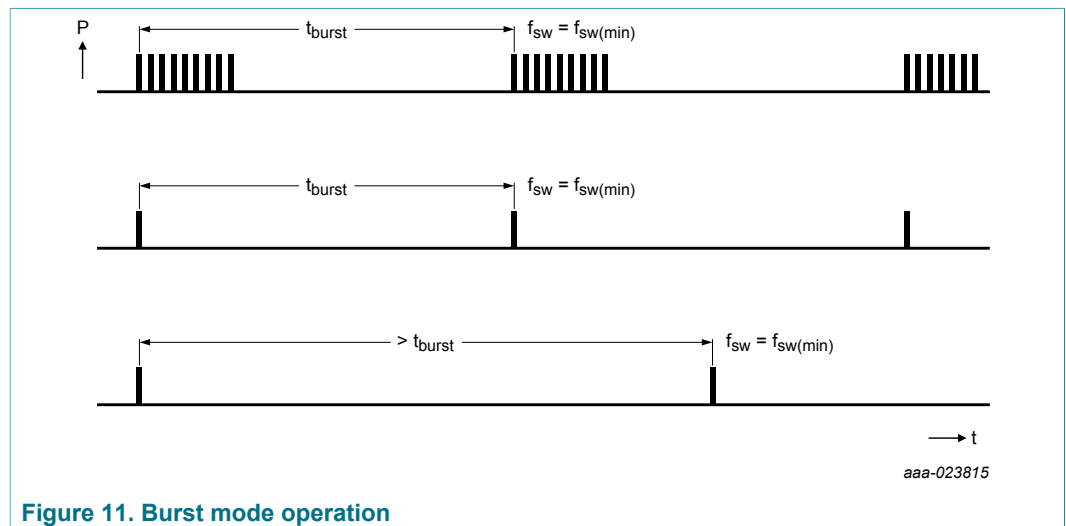 P
t_burst
f_sw = f_sw(min)
t_burst
f_sw = f_sw(min)
> t_burst
f_sw = f_sw(min)
t
aaa-023815
Figure 11. Burst mode operation